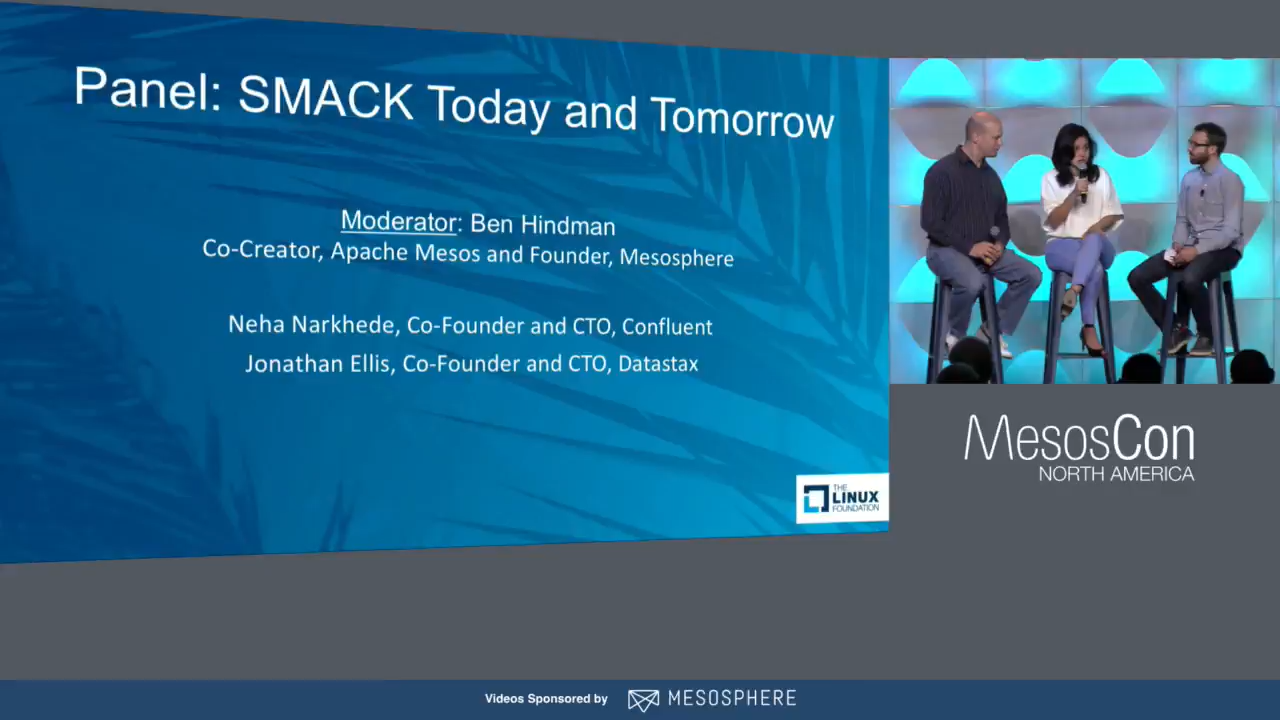 Panel: SMACK Today and Tomorrow
Moderator: Ben Hindman
Co-Creator, Apache Mesos and Founder, Mesosphere
Neha Narkhede, Co-Founder and CTO, Confluent
Jonathan Ellis, Co-Founder and CTO, Datastax
THE
LINUX
FOUNDATION
MesosCon
NORTH AMERICA
Videos Sponsored by MESOSPHERE